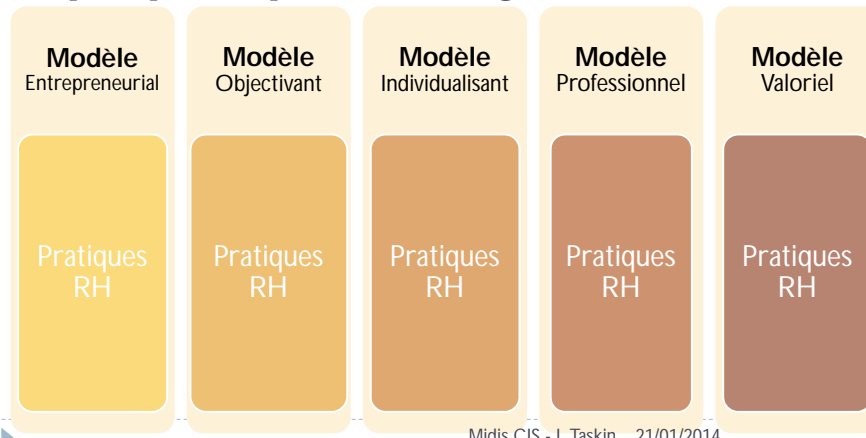 Modèle
Entrepreneurial
Modèle
Objectivant
Modèle
Individualisant
Modèle
Professionnel
Modèle
Valoriel
Pratiques
RH
Pratiques
RH
Pratiques
RH
Pratiques
RH
Pratiques
RH
Midis CIS - L. Taskin 21/01/2014